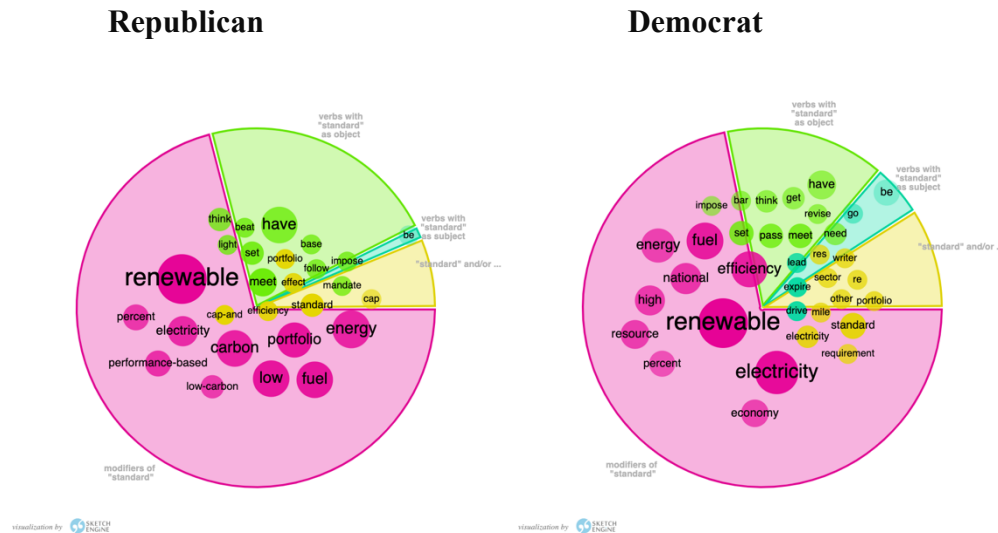 Republican
Democrat
verbs with
"standard"
as object
think
beat
have
light
set
base
portfolio
follow
impose
be
verbs with
"standard"
as subject
"standard" and/or ...
meet
effect
mandate
cap
renewable
efficiency
standard
percent
cap-and
electricity
energy
portfolio
carbon
performance-based
low-carbon
low
fuel
modifiers of
"standard"
visualization by SKETCH
ENGINE
verbs with
"standard"
as object
impose
bar
think
get
have
revise
set
pass
meet
need
go
be
verbs with
"standard"
as subject
"standard" and/or ...
energy
fuel
efficiency
national
lead
res
writer
sector
re
expire
other
portfolio
high
renewable
drive
mile
standard
resource
electricity
requirement
percent
electricity
economy
modifiers of
"standard"
visualization by SKETCH
ENGINE